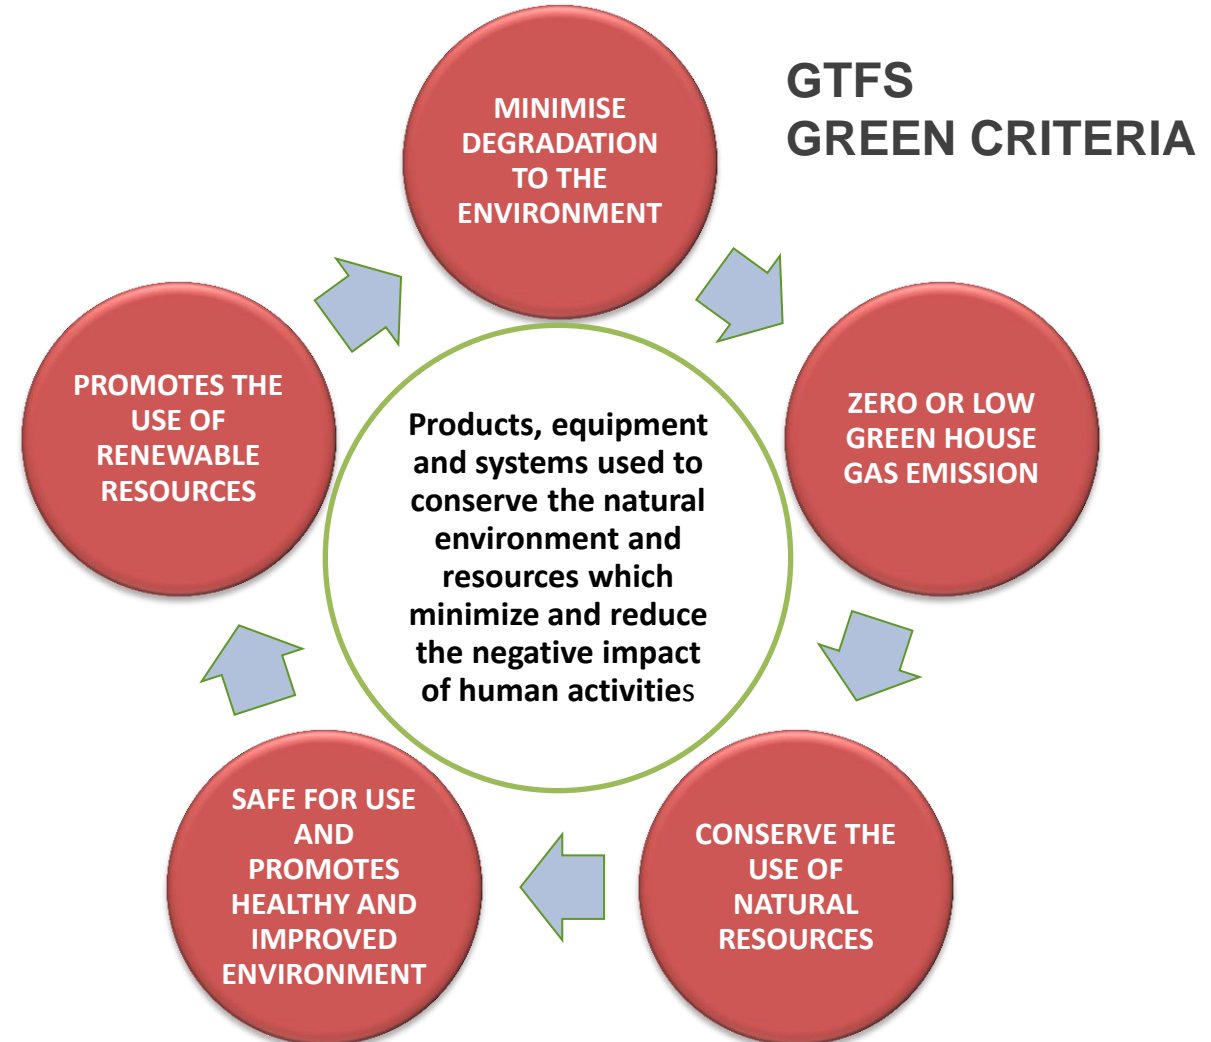 GTFS
GREEN CRITERIA
MINIMISE
DEGRADATION
TO THE
ENVIRONMENT
ZERO OR LOW
GREEN HOUSE
GAS EMISSION
CONSERVE THE
USE OF
NATURAL
RESOURCES
SAFE FOR USE
AND
PROMOTES
HEALTHY AND
IMPROVED
ENVIRONMENT
PROMOTES THE
USE OF
RENEWABLE
RESOURCES
Products, equipment
and systems used to
conserve the natural
environment and
resources which
minimize and reduce
the negative impact
of human activities